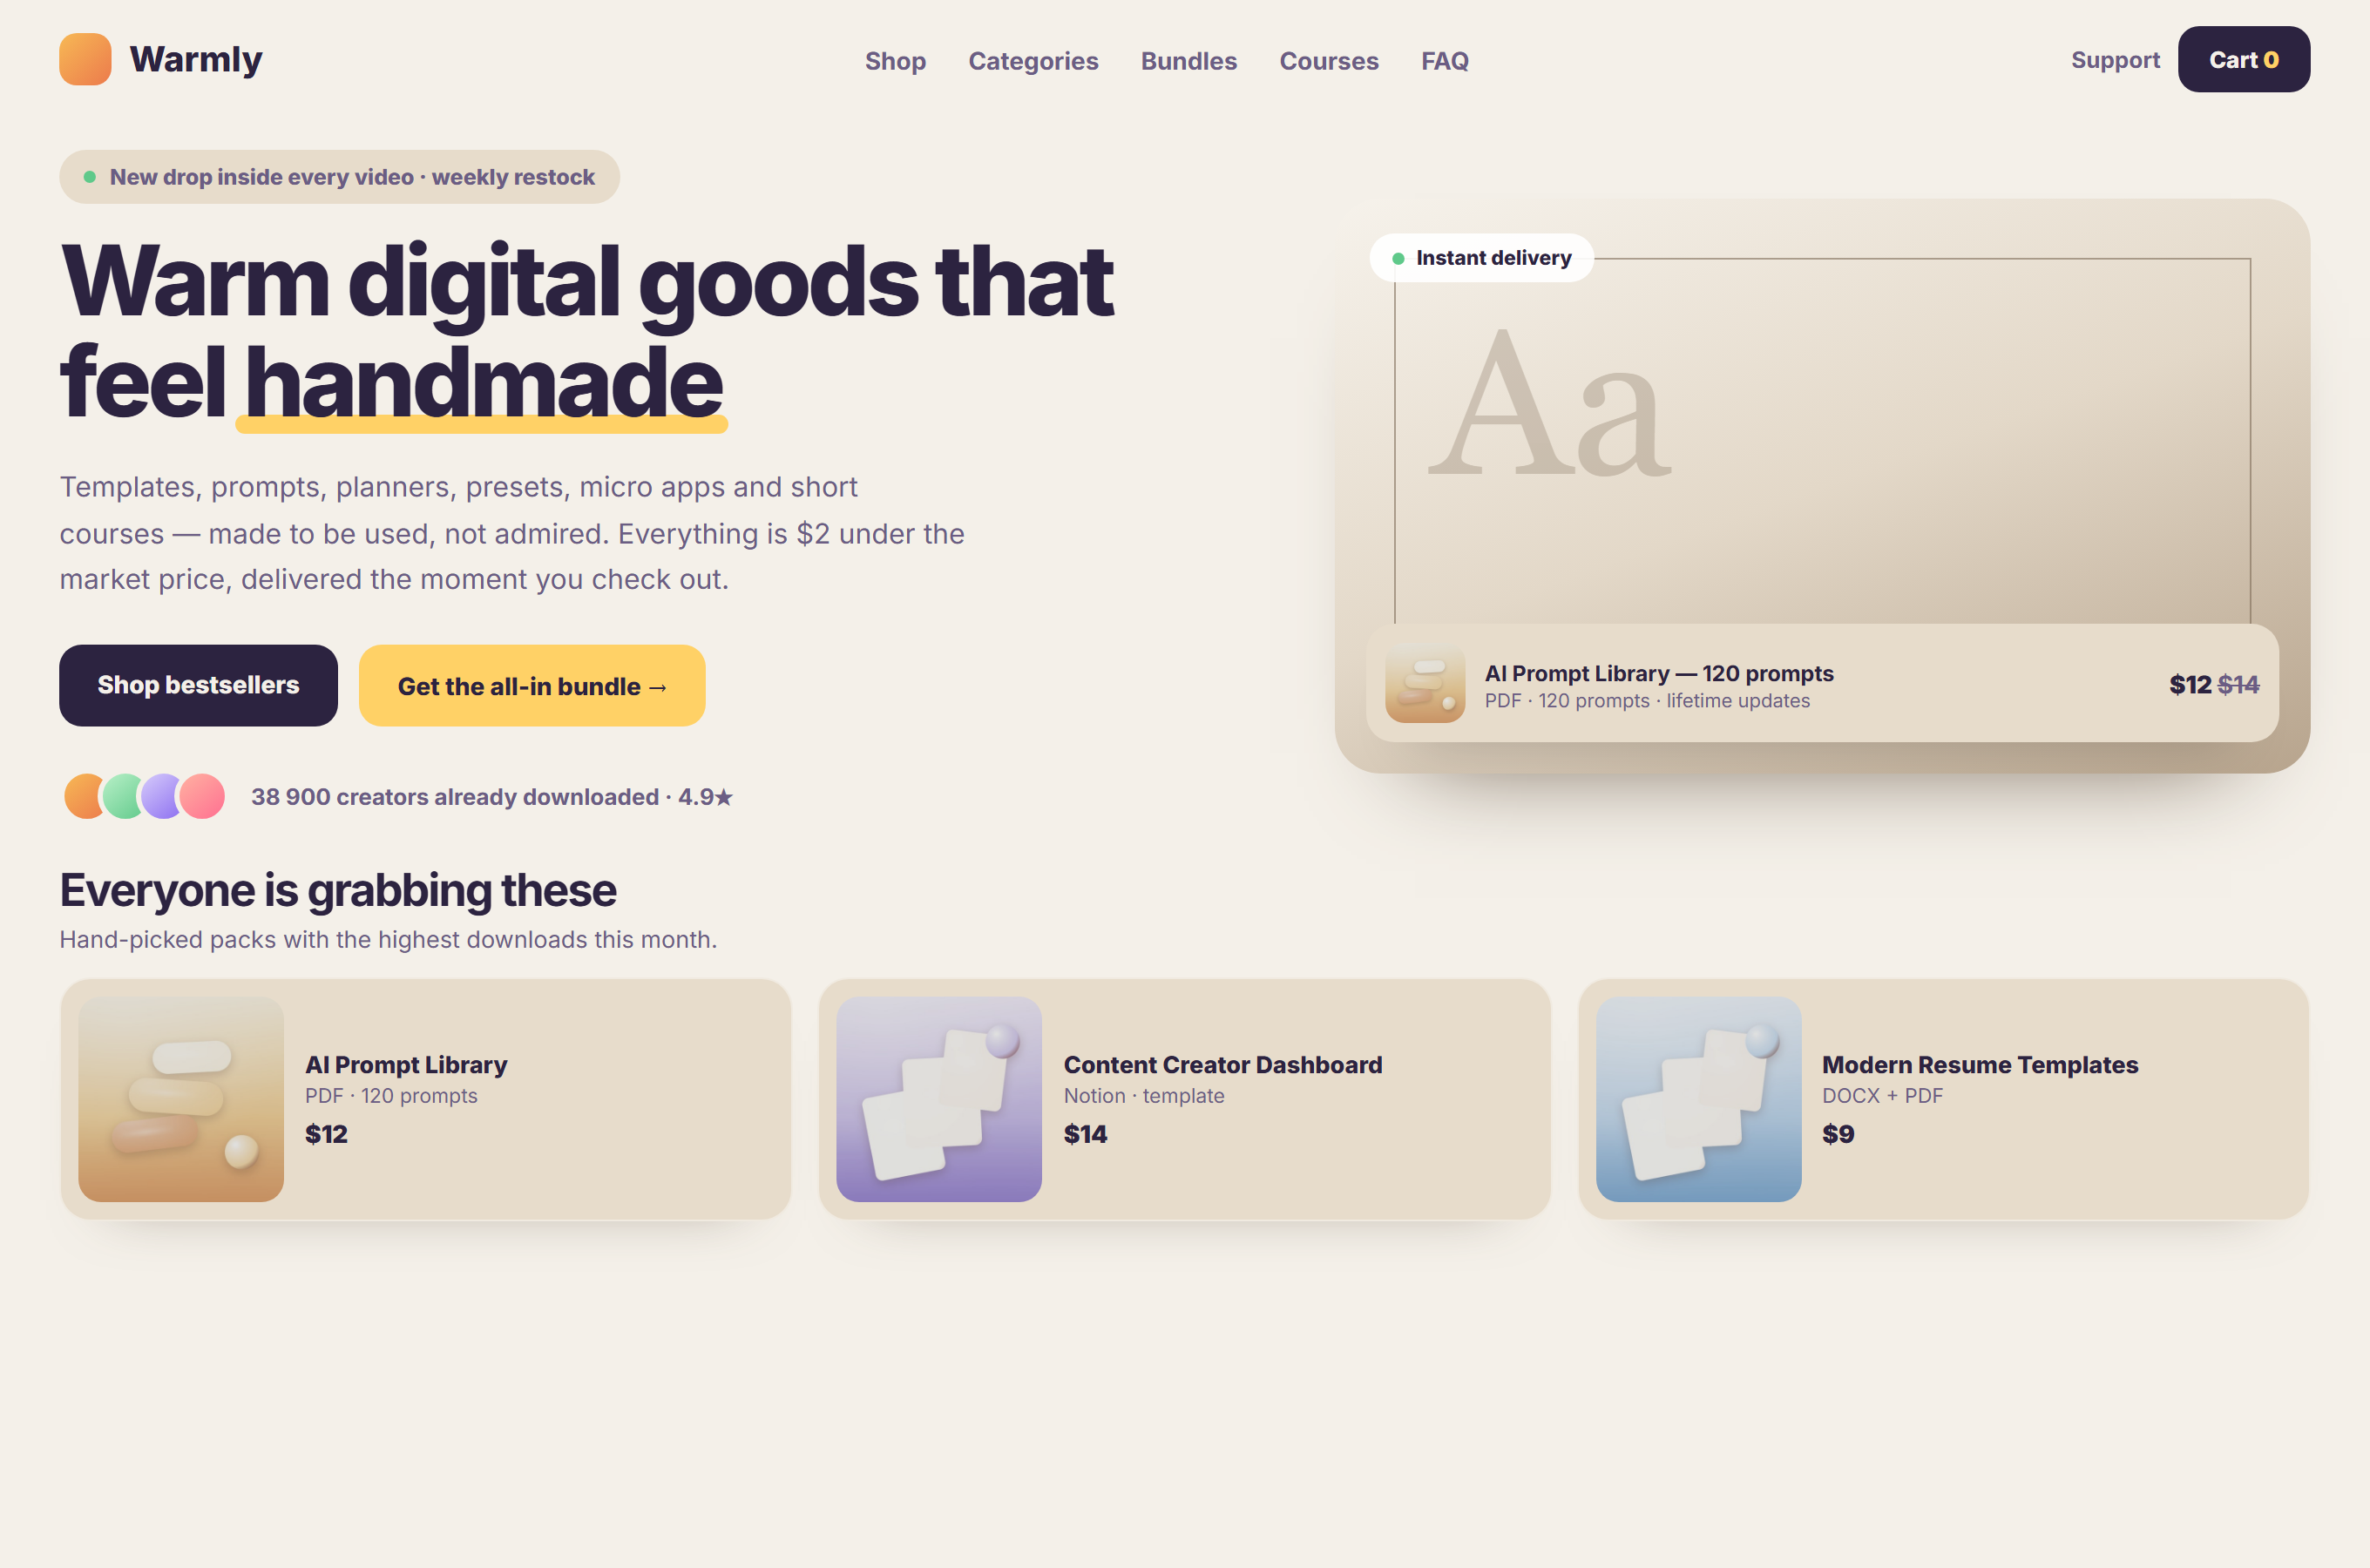 Warmly
Shop Categories Bundles Courses FAQ
Support Cart 0
New drop inside every video · weekly restock
Warm digital goods that
feel handmade
Templates, prompts, planners, presets, micro apps and short
courses — made to be used, not admired. Everything is $2 under the
market price, delivered the moment you check out.
Shop bestsellers
Get the all-in bundle →
38 900 creators already downloaded · 4.9★
Instant delivery
Aa
AI Prompt Library — 120 prompts
PDF · 120 prompts · lifetime updates
$12 $14
Everyone is grabbing these
Hand-picked packs with the highest downloads this month.
AI Prompt Library
PDF · 120 prompts
$12
Content Creator Dashboard
Notion · template
$14
Modern Resume Templates
DOCX + PDF
$9